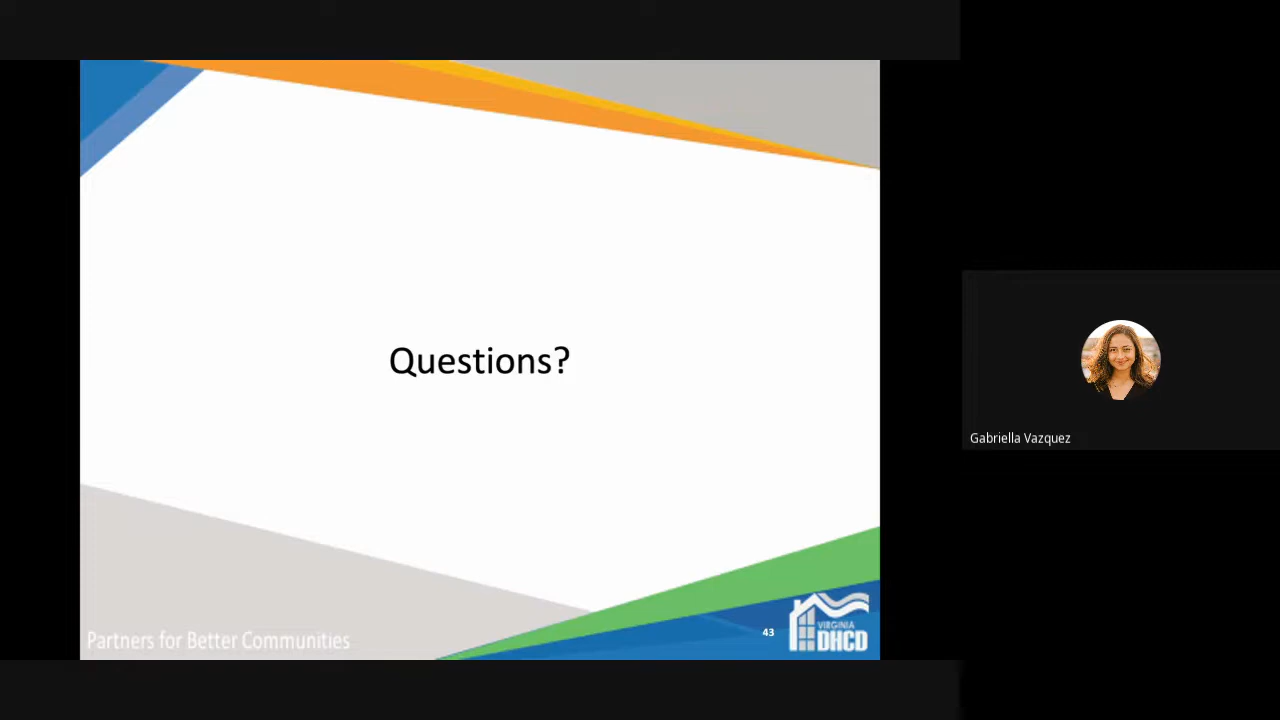 Questions?
Gabriella Vazquez
Partners for Better Communities
43
VIRGINIA
DHCD